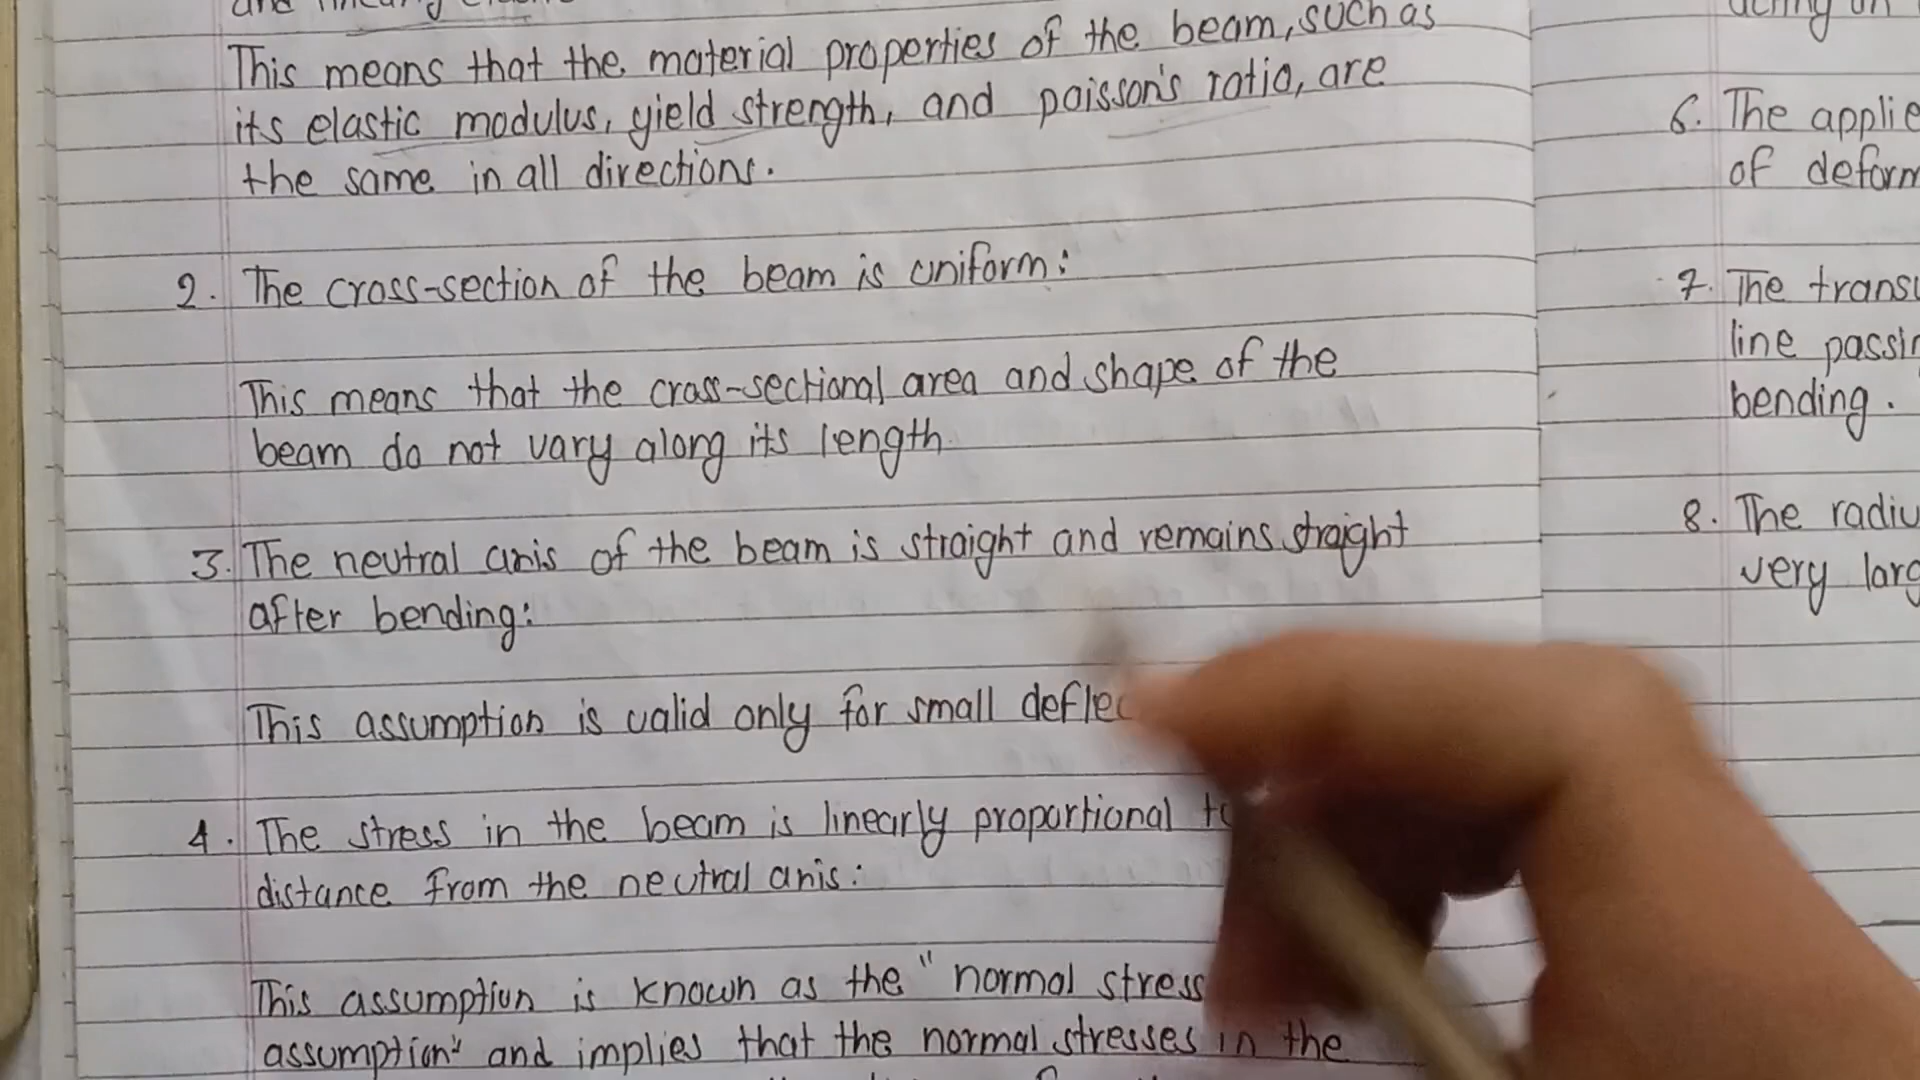 This means that the material properties of the beam, such as
its elastic modulus, yield strength, and poisson's ratio, are
the same in all directions.
2. The cross-section of the beam is uniform:
This means that the cross-sectional area and shape of the
beam do not vary along its length
3. The neutral axis of the beam is straight and remains straight
after bending:
This assumption is valid only for small
4. The stress in the beam is linearly proportional
distance from the neutral axis:
This assumption is known as the "normal stress
assumption" and implies that the normal stresses in the
6. The
of
7. The
line
bending.
8. The
very